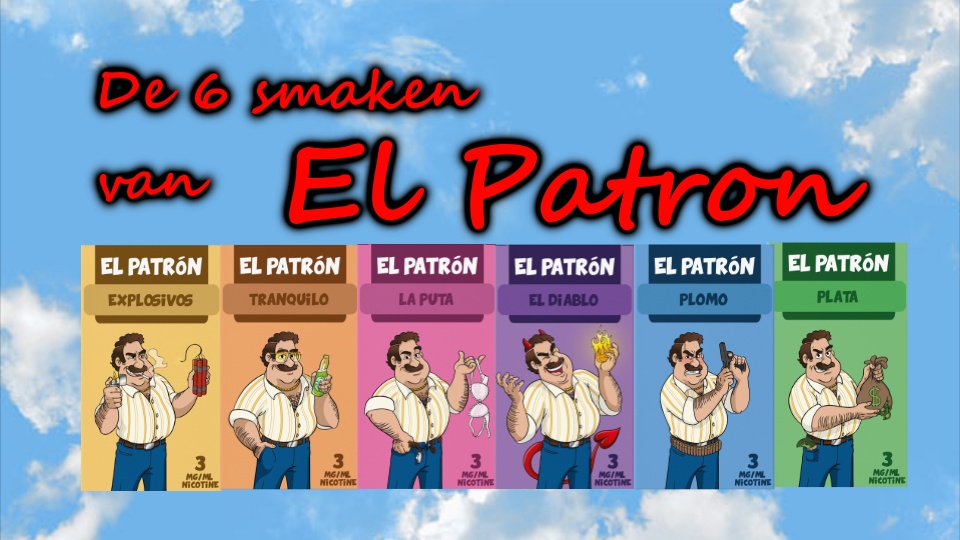 De 6 smaken
van El Patron
EL PATRÓN
EXPLOSIVOS
3
MG/ML
NICOTINE
EL PATRÓN
TRANQUILO
3
MG/ML
NICOTINE
EL PATRÓN
LA PUTA
3
MG/ML
NICOTINE
EL PATRÓN
EL DIABLO
3
MG/ML
NICOTINE
EL PATRÓN
PLOMO
3
MG/ML
NICOTINE
EL PATRÓN
PLATA
3
MG/ML
NICOTINE